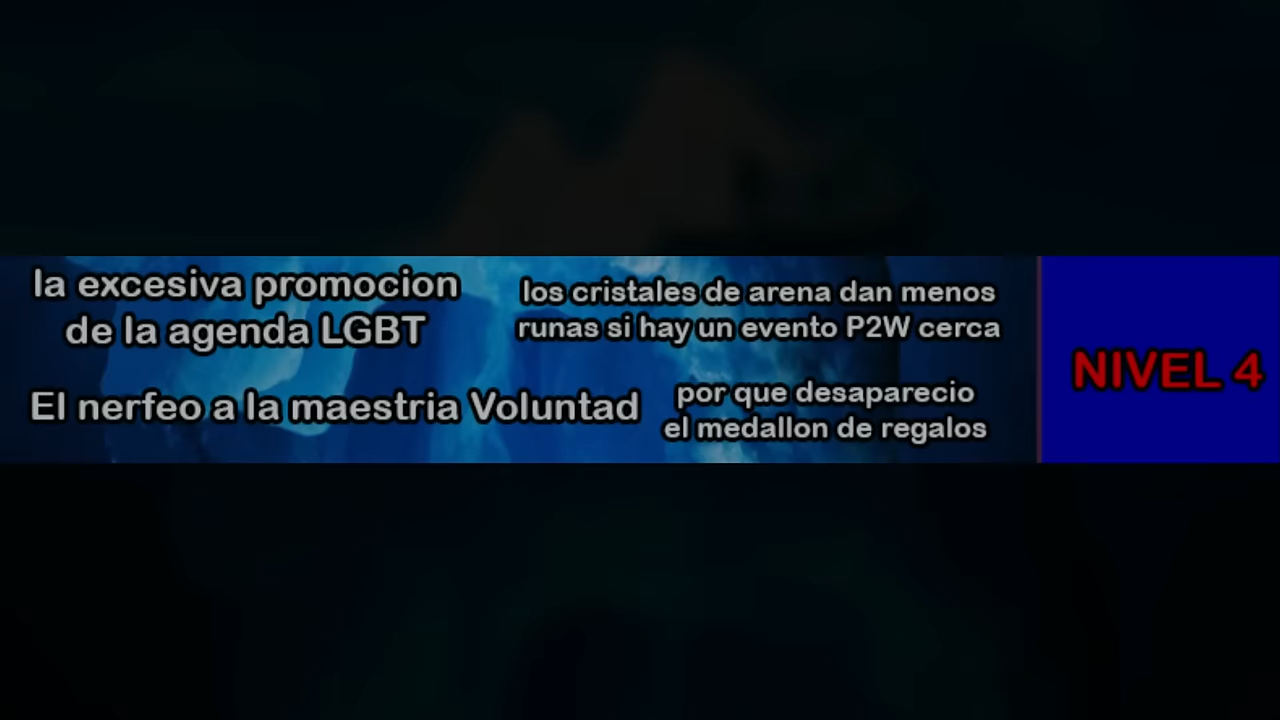 la excesiva promocion
de la agenda LGBT
los cristales de arena dan menos
runas si hay un evento P2W cerca
El nerfeo a la maestria Voluntad
por que desaparecio
el medallon de regalos
NIVEL 4